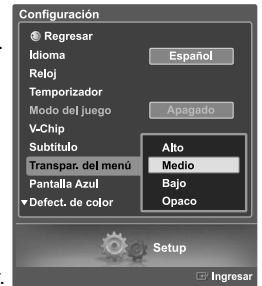 Configuración
Regresar
Idioma Español
Reloj
Temporizador
Modo del juego Apagado
V-Chip
Subtítulo Alto
Transpar. del menú Medio
Pantalla Azul Bajo
▼Defect. de color Opaco
Setup
Ingresar